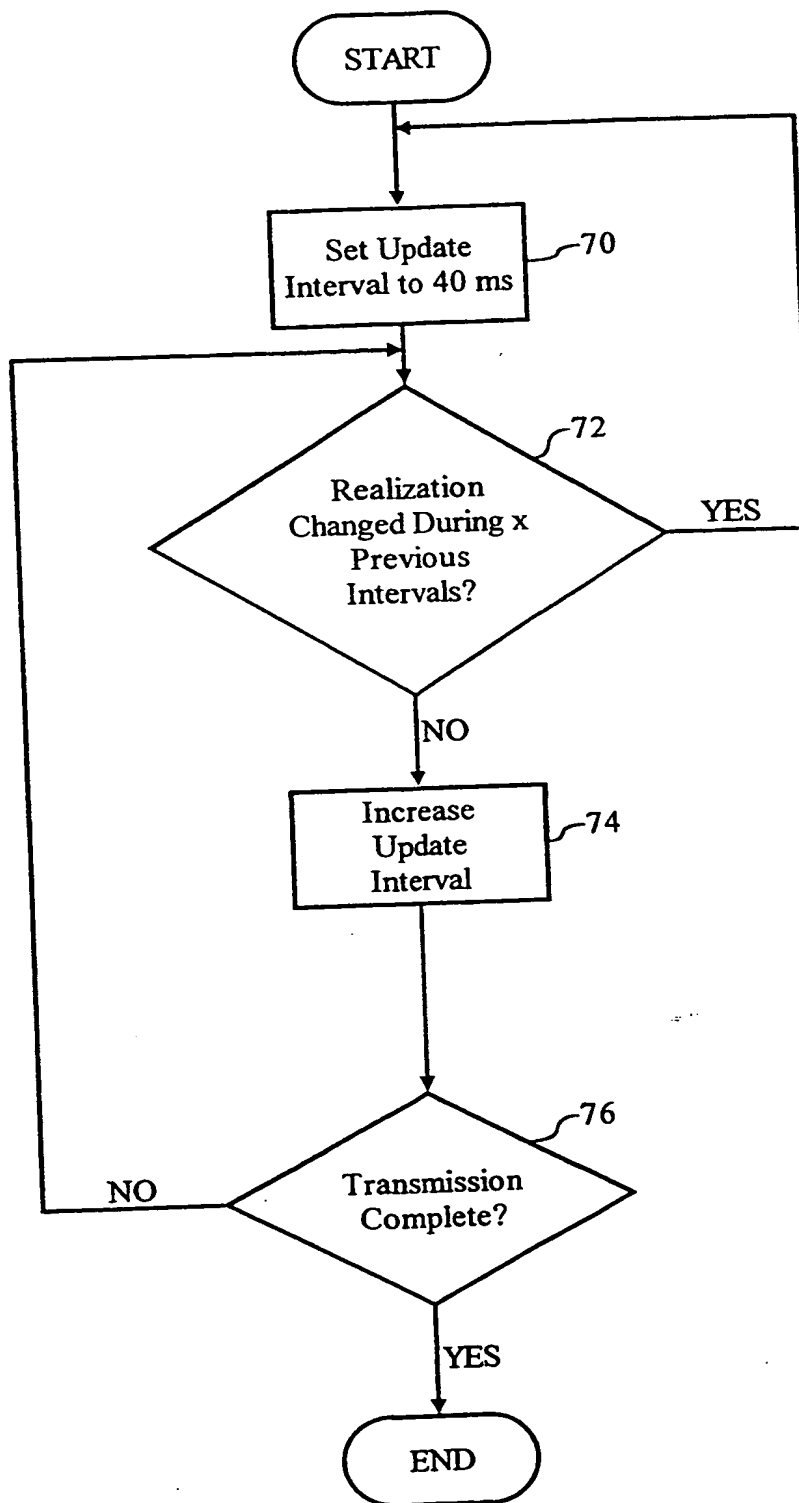 START
Set Update
Interval to 40 ms
70
72
Realization
Changed During x
Previous
Intervals?
YES
NO
Increase
Update
Interval
74
76
Transmission
Complete?
NO
YES
END